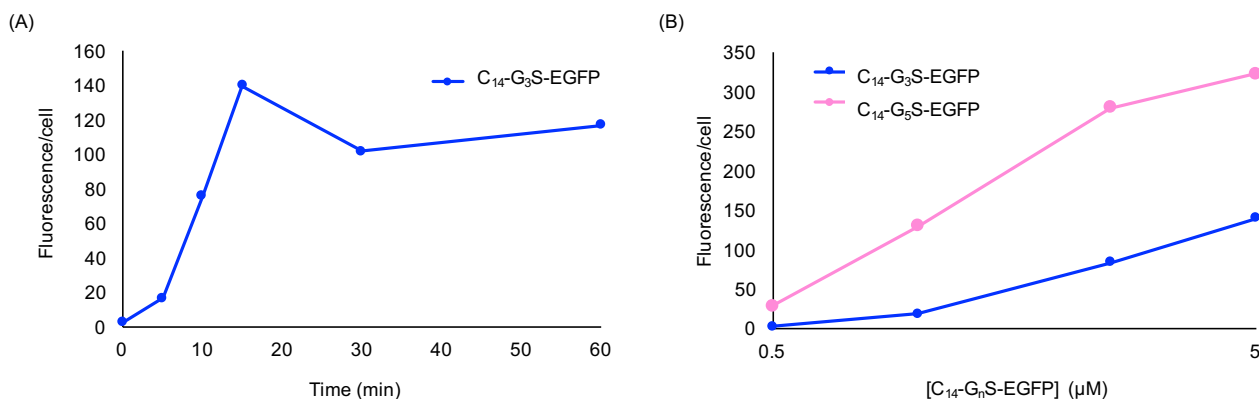 (A)
160
140
120
100
80
60
40
20
0
Fluorescence/cell
C₁₄-G₃S-EGFP
0 10 20 30 40 50 60
Time (min)
(B)
350
300
250
200
150
100
50
0
Fluorescence/cell
C₁₄-G₃S-EGFP
C₁₄-G₅S-EGFP
0.5 5
[C₁₄-GₙS-EGFP] (µM)